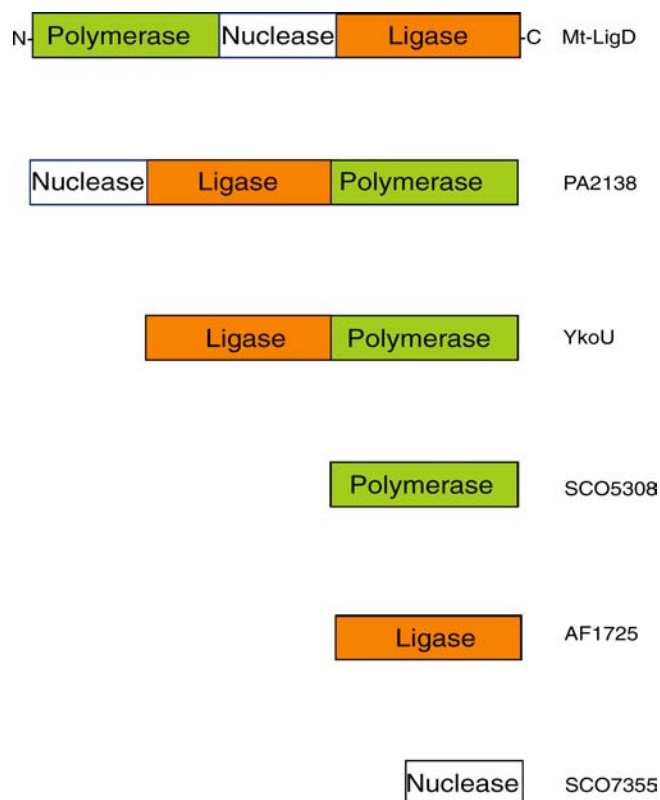 N- Polymerase Nuclease Ligase -C Mt-LigD
Nuclease Ligase Polymerase PA2138
Ligase Polymerase YkoU
Polymerase SCO5308
Ligase AF1725
Nuclease SCO7355